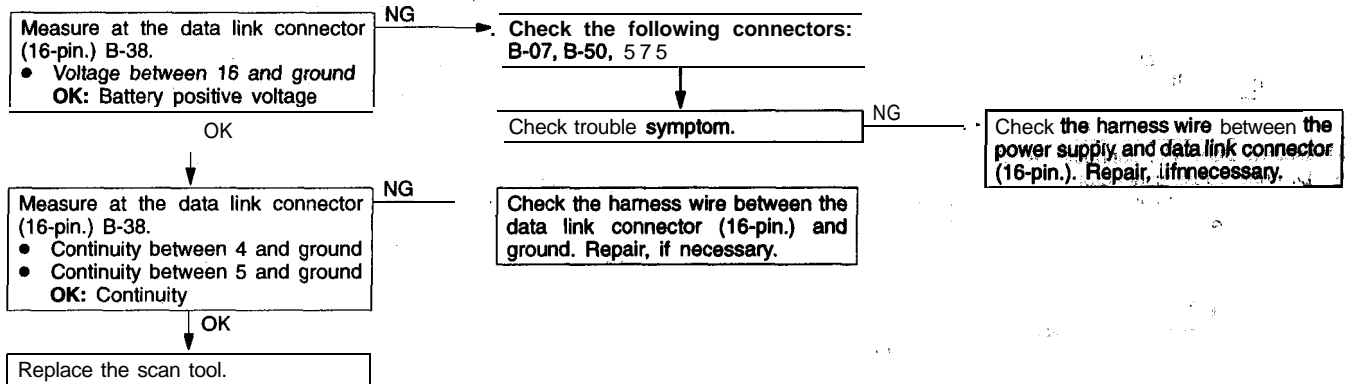 Measure at the data link connector
(16-pin.) B-38.
• Voltage between 16 and ground
OK: Battery positive voltage
NG
. Check the following connectors:
B-07, B-50, 575
Check trouble symptom.
NG
Check the harness wire between the
power supply and data link connector
(16-pin.). Repair, iifnnecessary.
OK
Measure at the data link connector
(16-pin.) B-38.
• Continuity between 4 and ground
• Continuity between 5 and ground
OK: Continuity
NG
Check the harness wire between the
data link connector (16-pin.) and
ground. Repair, if necessary.
OK
Replace the scan tool.